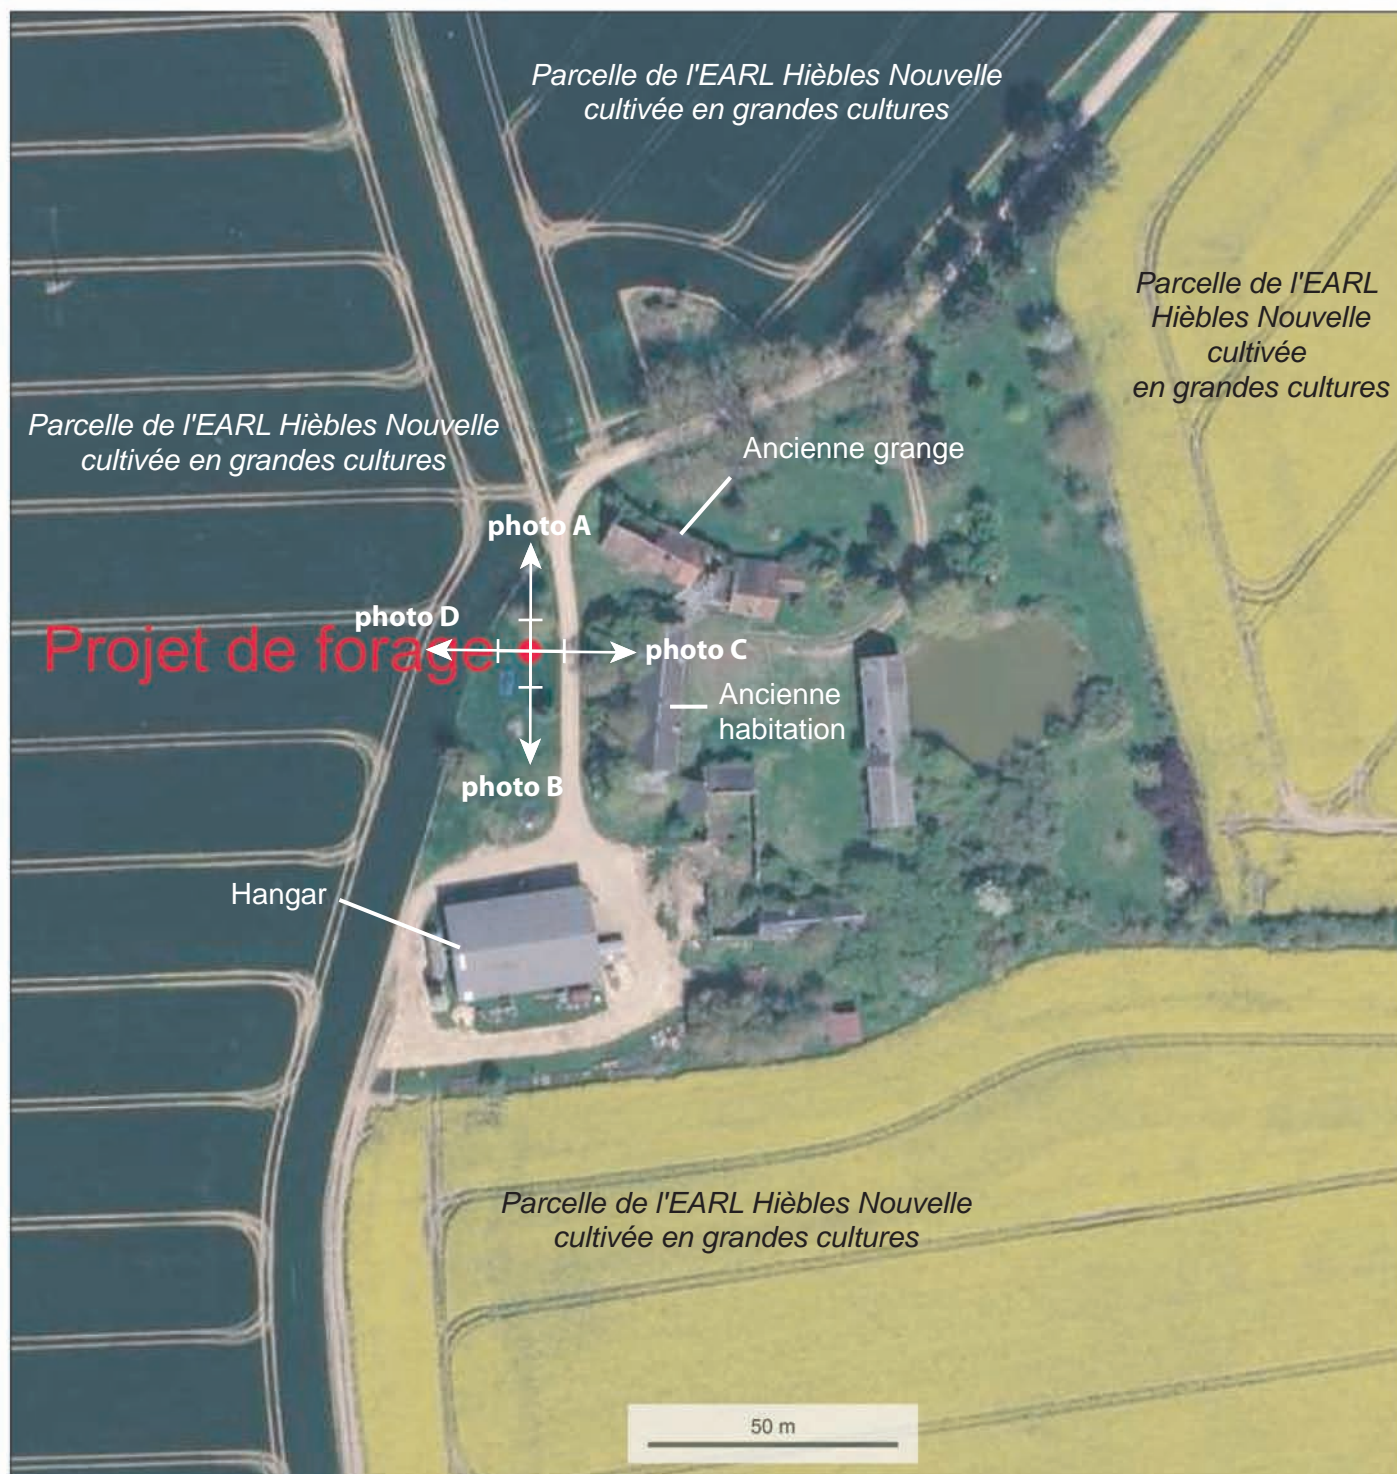 Parcelle de l'EARL Hièbles Nouvelle
cultivée en grandes cultures
Parcelle de l'EARL
Hièbles Nouvelle
cultivée
en grandes cultures
Parcelle de l'EARL Hièbles Nouvelle
cultivée en grandes cultures
Ancienne grange
photo A
photo D
Projet de forage
photo C
Ancienne
habitation
photo B
Hangar
Parcelle de l'EARL Hièbles Nouvelle
cultivée en grandes cultures
50 m